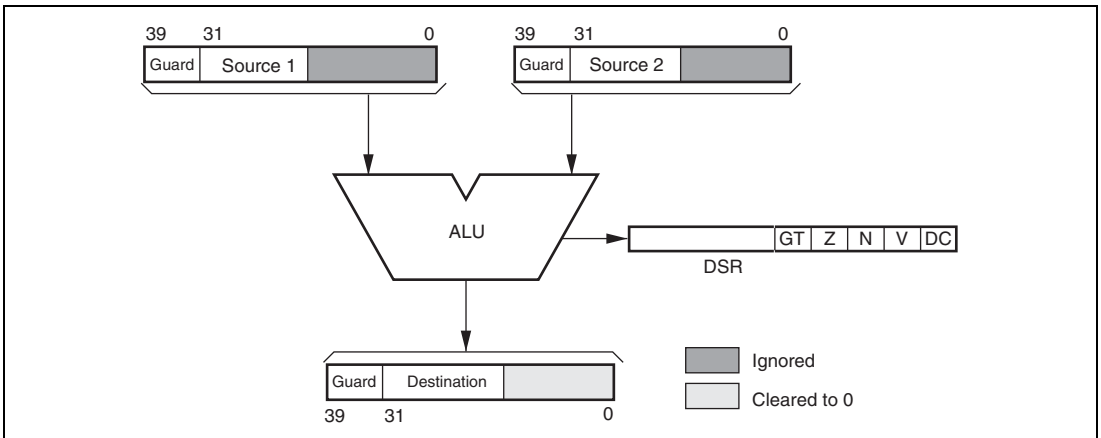 39 31 0
39 31 0
Guard Source 1
Guard Source 2
ALU
GT Z N V DC
DSR
Guard Destination
39 31 0
Ignored
Cleared to 0